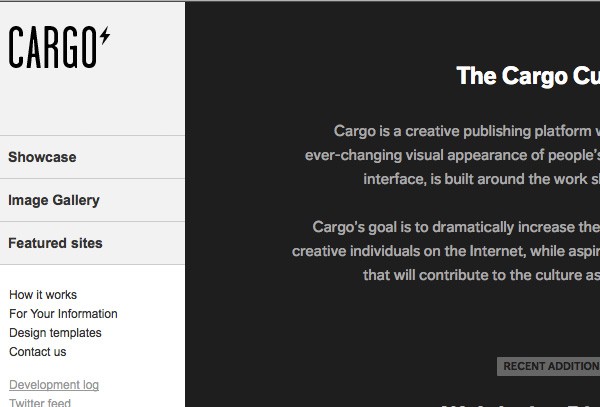 CARGO
Showcase
Image Gallery
Featured sites
How it works
For Your Information
Design templates
Contact us
Development log
Twitter feed
The Cargo Cu
Cargo is a creative publishing platform
ever-changing visual appearance of people's
interface, is built around the work
Cargo's goal is to dramatically increase the
creative individuals on the Internet, while aspir
that will contribute to the culture as
RECENT ADDITION